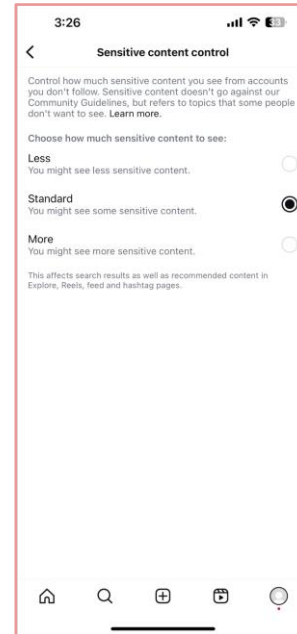 3:26
33
Sensitive content control
Control how much sensitive content you see from accounts
you don't follow. Sensitive content doesn't go against our
Community Guidelines, but refers to topics that some people
don't want to see. Learn more.
Choose how much sensitive content to see:
Less
You might see less sensitive content.
Standard
You might see some sensitive content.
More
You might see more sensitive content.
This affects search results as well as recommended content in
Explore, Reels, feed and hashtag pages.